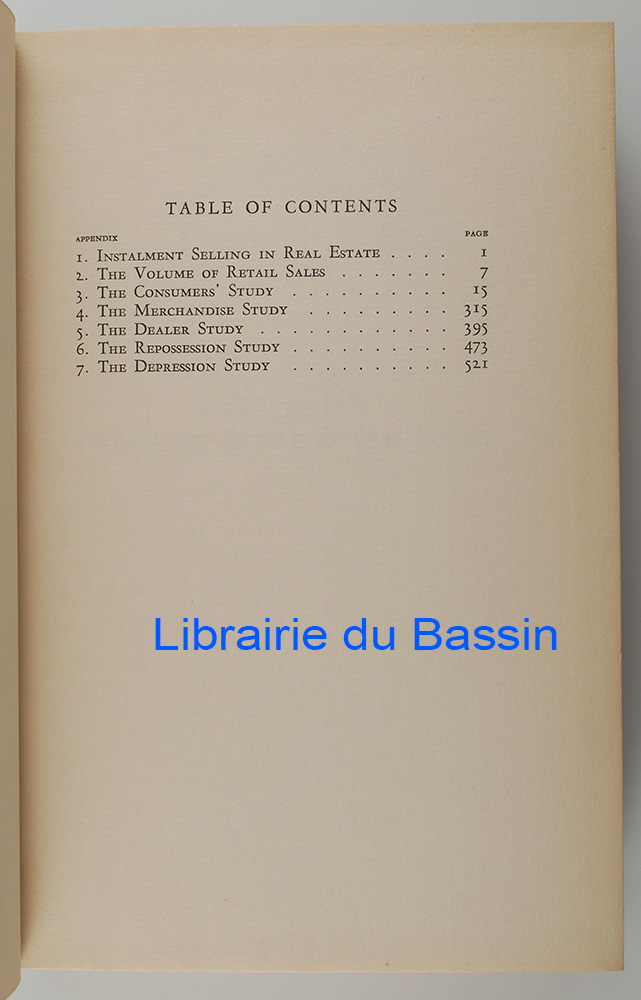 TABLE OF CONTENTS
APPENDIX PAGE
1. Instalment Selling in Real Estate . . . . 1
2. The Volume of Retail Sales . . . . . . . 7
3. The Consumers' Study . . . . . . . . . . 15
4. The Merchandise Study . . . . . . . . . 315
5. The Dealer Study . . . . . . . . . . . . 395
6. The Repossession Study . . . . . . . . . . 473
7. The Depression Study . . . . . . . . . . 521
Librairie du Bassin